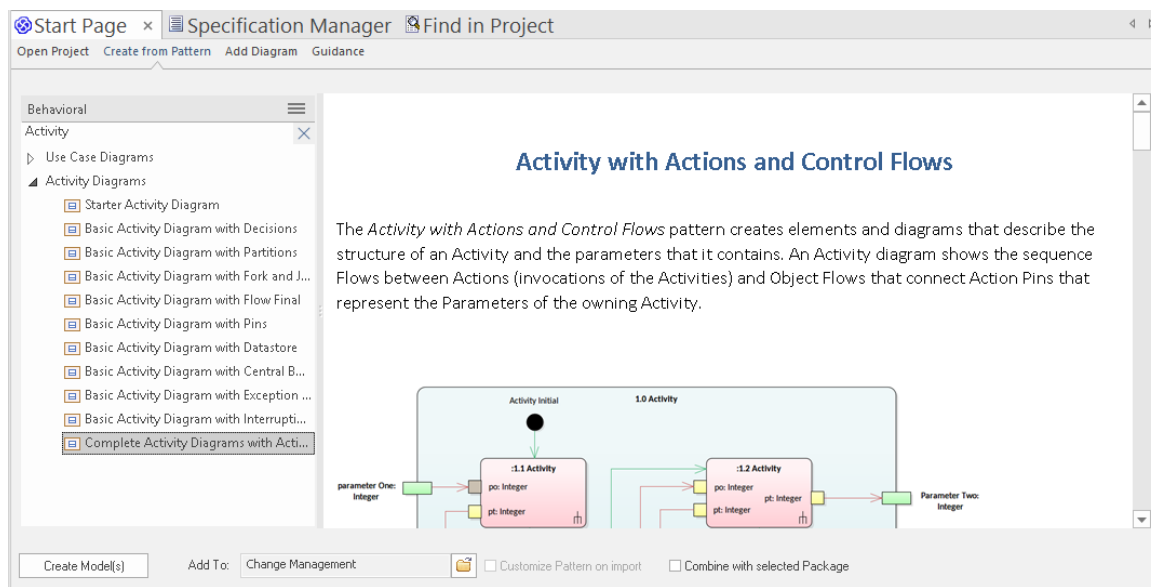 Start Page × Specification Manager Find in Project
Open Project Create from Pattern Add Diagram Guidance
Behavioral
Activity
Use Case Diagrams
Activity Diagrams
Starter Activity Diagram
Basic Activity Diagram with Decisions
Basic Activity Diagram with Partitions
Basic Activity Diagram with Fork and J...
Basic Activity Diagram with Flow Final
Basic Activity Diagram with Pins
Basic Activity Diagram with Datastore
Basic Activity Diagram with Central B...
Basic Activity Diagram with Exception ...
Basic Activity Diagram with Interrupti...
Complete Activity Diagrams with Acti...
Activity with Actions and Control Flows
The Activity with Actions and Control Flows pattern creates elements and diagrams that describe the
structure of an Activity and the parameters that it contains. An Activity diagram shows the sequence
Flows between Actions (invocations of the Activities) and Object Flows that connect Action Pins that
represent the Parameters of the owning Activity.
Activity Initial
1.0 Activity
:1.1 Activity
po: Integer
pt: Integer
parameter One:
Integer
:1.2 Activity
po: Integer
pt: Integer
pt: Integer
Parameter Two:
Integer
Create Model(s) Add To: Change Management Customize Pattern on import Combine with selected Package